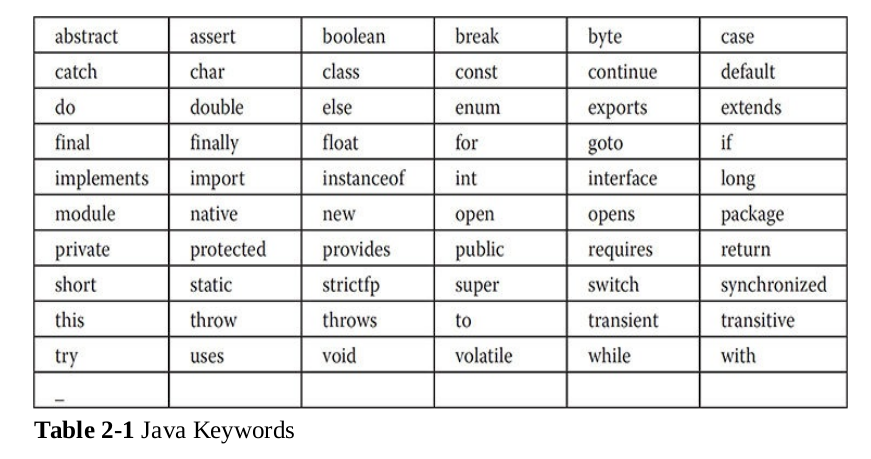 abstract assert boolean break byte case
catch char class const continue default
do double else enum exports extends
final finally float for goto if
implements import instanceof int interface long
module native new open opens package
private protected provides public requires return
short static strictfp super switch synchronized
this throw throws to transient transitive
try uses void volatile while with
_
Table 2-1 Java Keywords